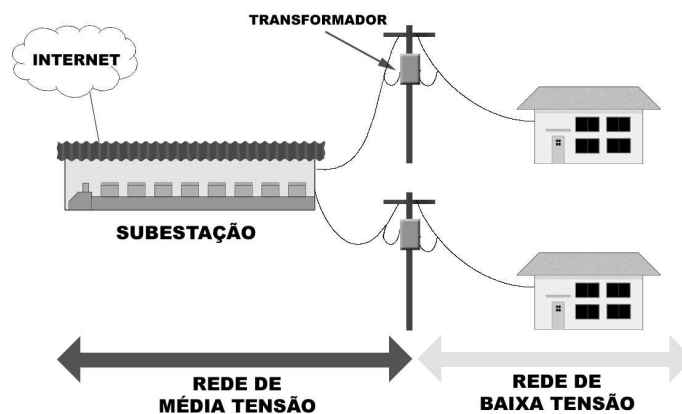 TRANSFORMADOR
INTERNET
SUBESTAÇÃO
REDE DE
MÉDIA TENSÃO
REDE DE
BAIXA TENSÃO